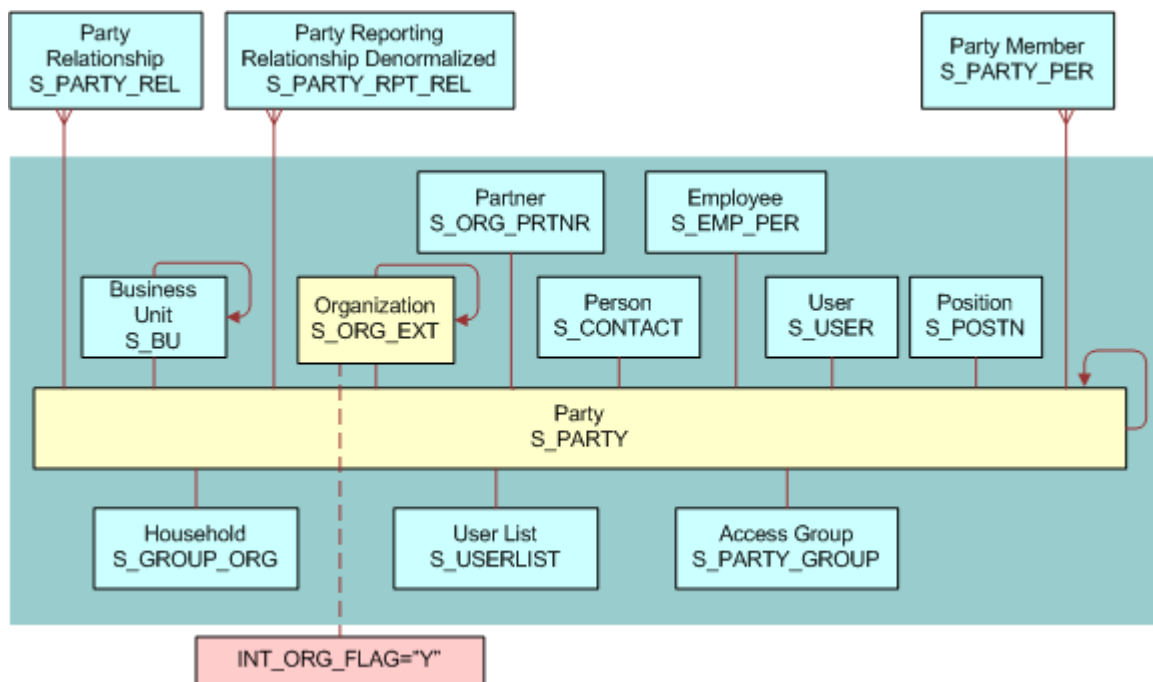 Party
Relationship
S_PARTY_REL
Party Reporting
Relationship Denormalized
S_PARTY_RPT_REL
Party Member
S_PARTY_PER
Partner
S_ORG_PRTNR
Employee
S_EMP_PER
Business
Unit
S_BU
Organization
S_ORG_EXT
Person
S_CONTACT
User
S_USER
Position
S_POSTN
Party
S_PARTY
Household
S_GROUP_ORG
User List
S_USERLIST
Access Group
S_PARTY_GROUP
INT_ORG_FLAG="Y"